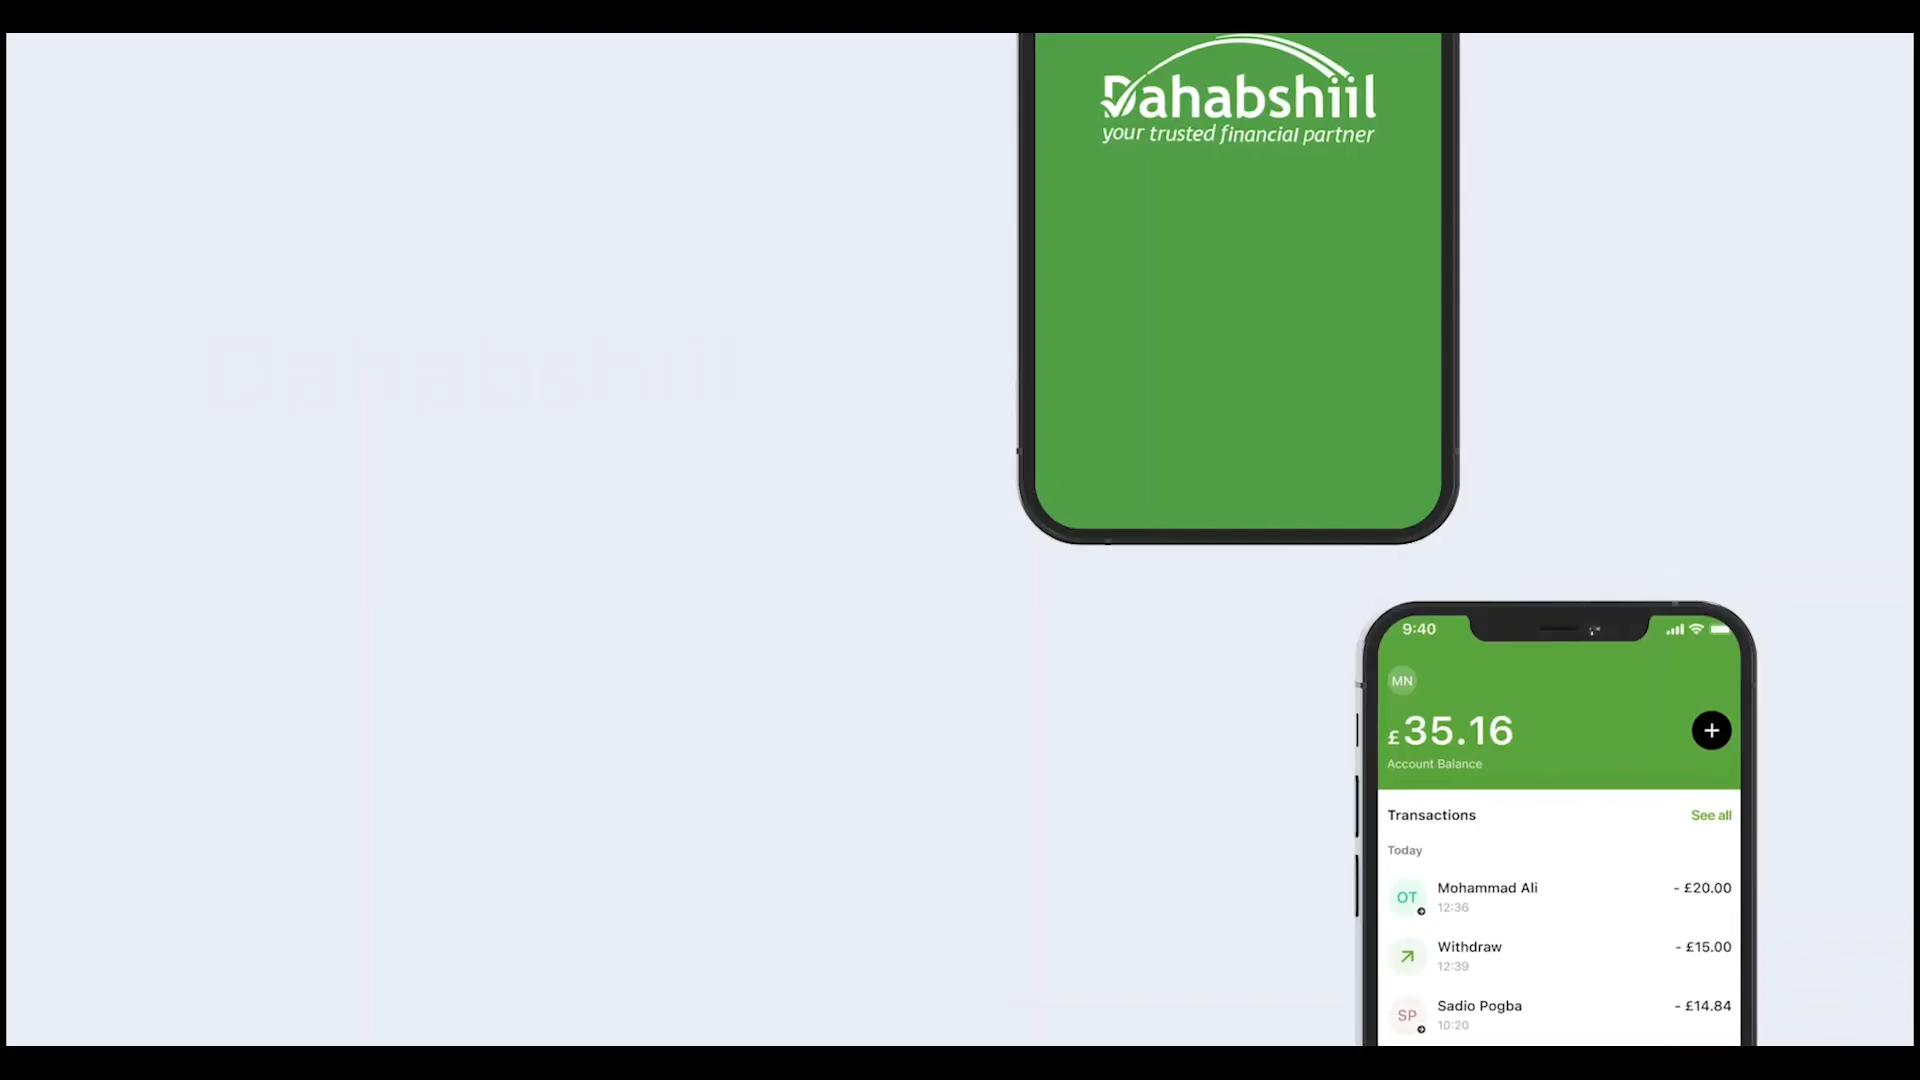 Dahabshiil
your trusted financial partner
Dahabshiil
9:40
MN
£35.16
Account Balance
+
Transactions
See all
Today
OT
Mohammad Ali
- £20.00
12:36
Withdraw
- £15.00
12:39
SP
Sadio Pogba
- £14.84
10:20